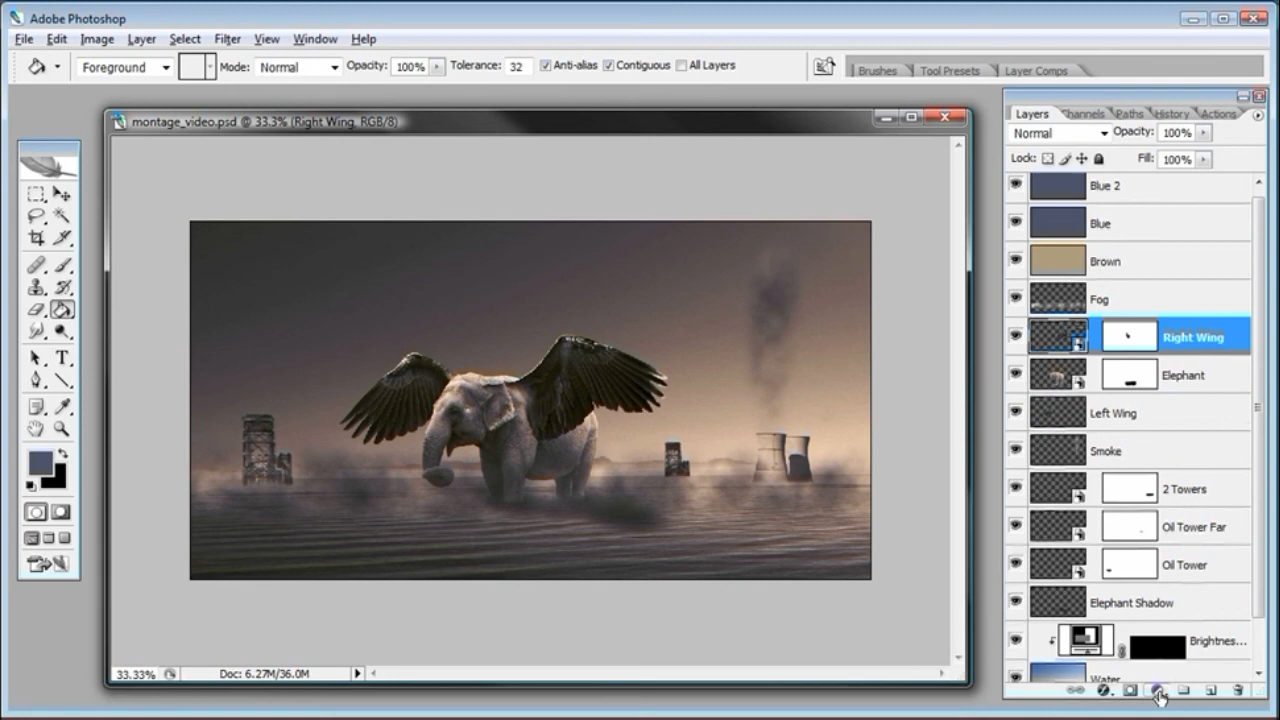 Adobe Photoshop
File Edit Image Layer Select Filter View Window Help
Foreground Mode: Normal Opacity: 100% Tolerance: 32 Anti-alias Contiguous All Layers
Brushes Tool Presets Layer Comps
montage_video.psd @ 33.3% (Right Wing, RGB/8)
Layers Channels Paths History Actions
Normal Opacity: 100%
Lock: Fill: 100%
Blue 2
Blue
Brown
Fog
Right Wing
Elephant
Left Wing
Smoke
2 Towers
Oil Tower Far
Oil Tower
Elephant Shadow
Brightnes...
Water
33.33% Doc: 6.27M/36.0M